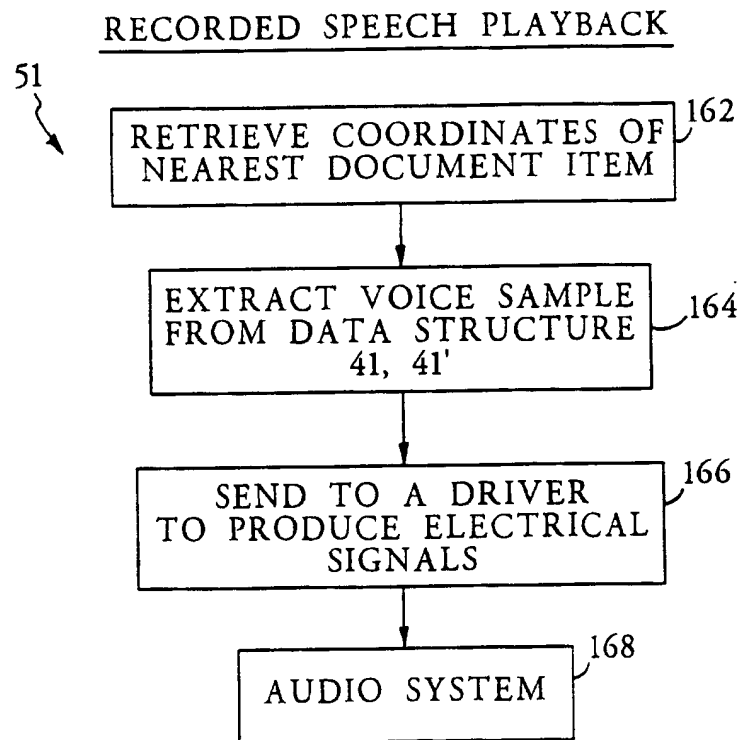 RECORDED SPEECH PLAYBACK
51
RETRIEVE COORDINATES OF
NEAREST DOCUMENT ITEM
162
EXTRACT VOICE SAMPLE
FROM DATA STRUCTURE
41, 41'
164
SEND TO A DRIVER
TO PRODUCE ELECTRICAL
SIGNALS
166
AUDIO SYSTEM
168